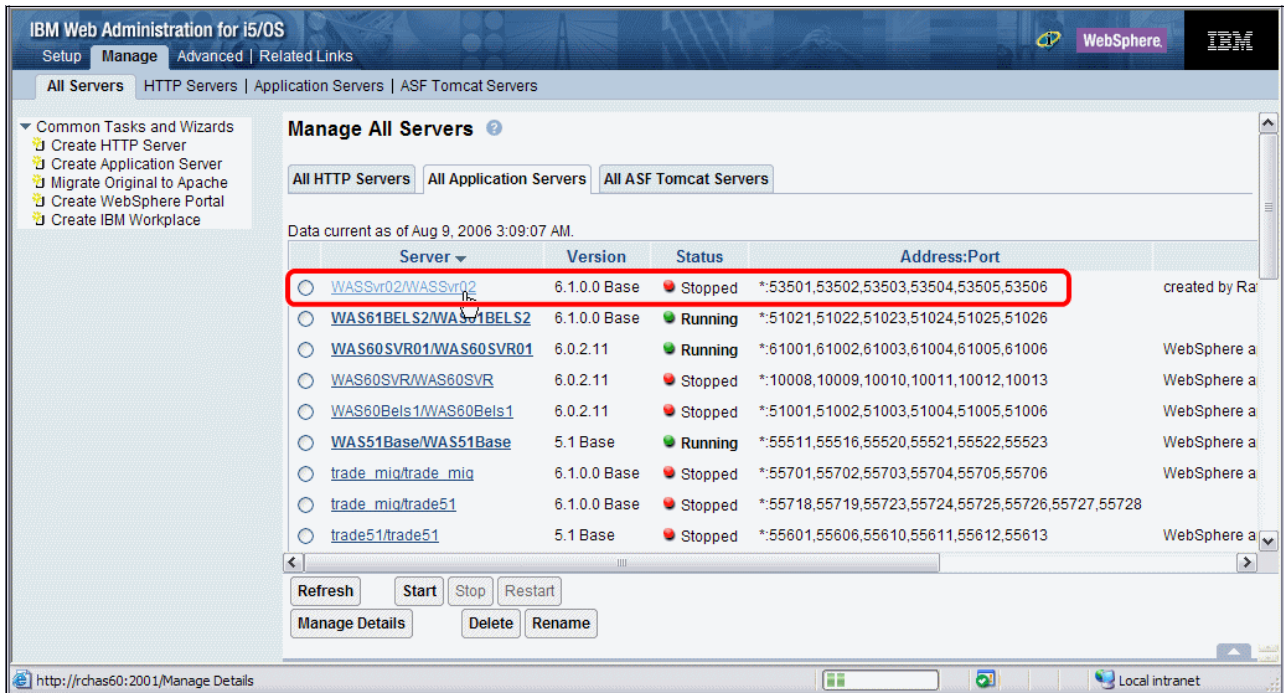 IBM Web Administration for i5/OS
Setup Manage Advanced | Related Links
WebSphere. IBM
All Servers HTTP Servers | Application Servers | ASF Tomcat Servers
Common Tasks and Wizards
Create HTTP Server
Create Application Server
Migrate Original to Apache
Create WebSphere Portal
Create IBM Workplace
Manage All Servers ?
All HTTP Servers All Application Servers All ASF Tomcat Servers
Data current as of Aug 9, 2006 3:09:07 AM.
Server Version Status Address:Port
WASSvr02/WASSvr02 6.1.0.0 Base Stopped *:53501,53502,53503,53504,53505,53506 created by
WAS61BELS2/WAS61BELS2 6.1.0.0 Base Running *:51021,51022,51023,51024,51025,51026
WAS60SVR01/WAS60SVR01 6.0.2.11 Running *:61001,61002,61003,61004,61005,61006 WebSphere a
WAS60SVR/WAS60SVR 6.0.2.11 Stopped *:10008,10009,10010,10011,10012,10013 WebSphere a
WAS60Bels1/WAS60Bels1 6.0.2.11 Stopped *:51001,51002,51003,51004,51005,51006 WebSphere a
WAS51Base/WAS51Base 5.1 Base Running *:55511,55516,55520,55521,55522,55523 WebSphere a
trade_mig/trade_mig 6.1.0.0 Base Stopped *:55701,55702,55703,55704,55705,55706 WebSphere a
trade_mig/trade51 6.1.0.0 Base Stopped *:55718,55719,55723,55724,55725,55726,55727,55728
trade51/trade51 5.1 Base Stopped *:55601,55606,55610,55611,55612,55613 WebSphere a
Refresh Start Stop Restart
Manage Details Delete Rename
http://rchas60:2001/Manage Details Local intranet